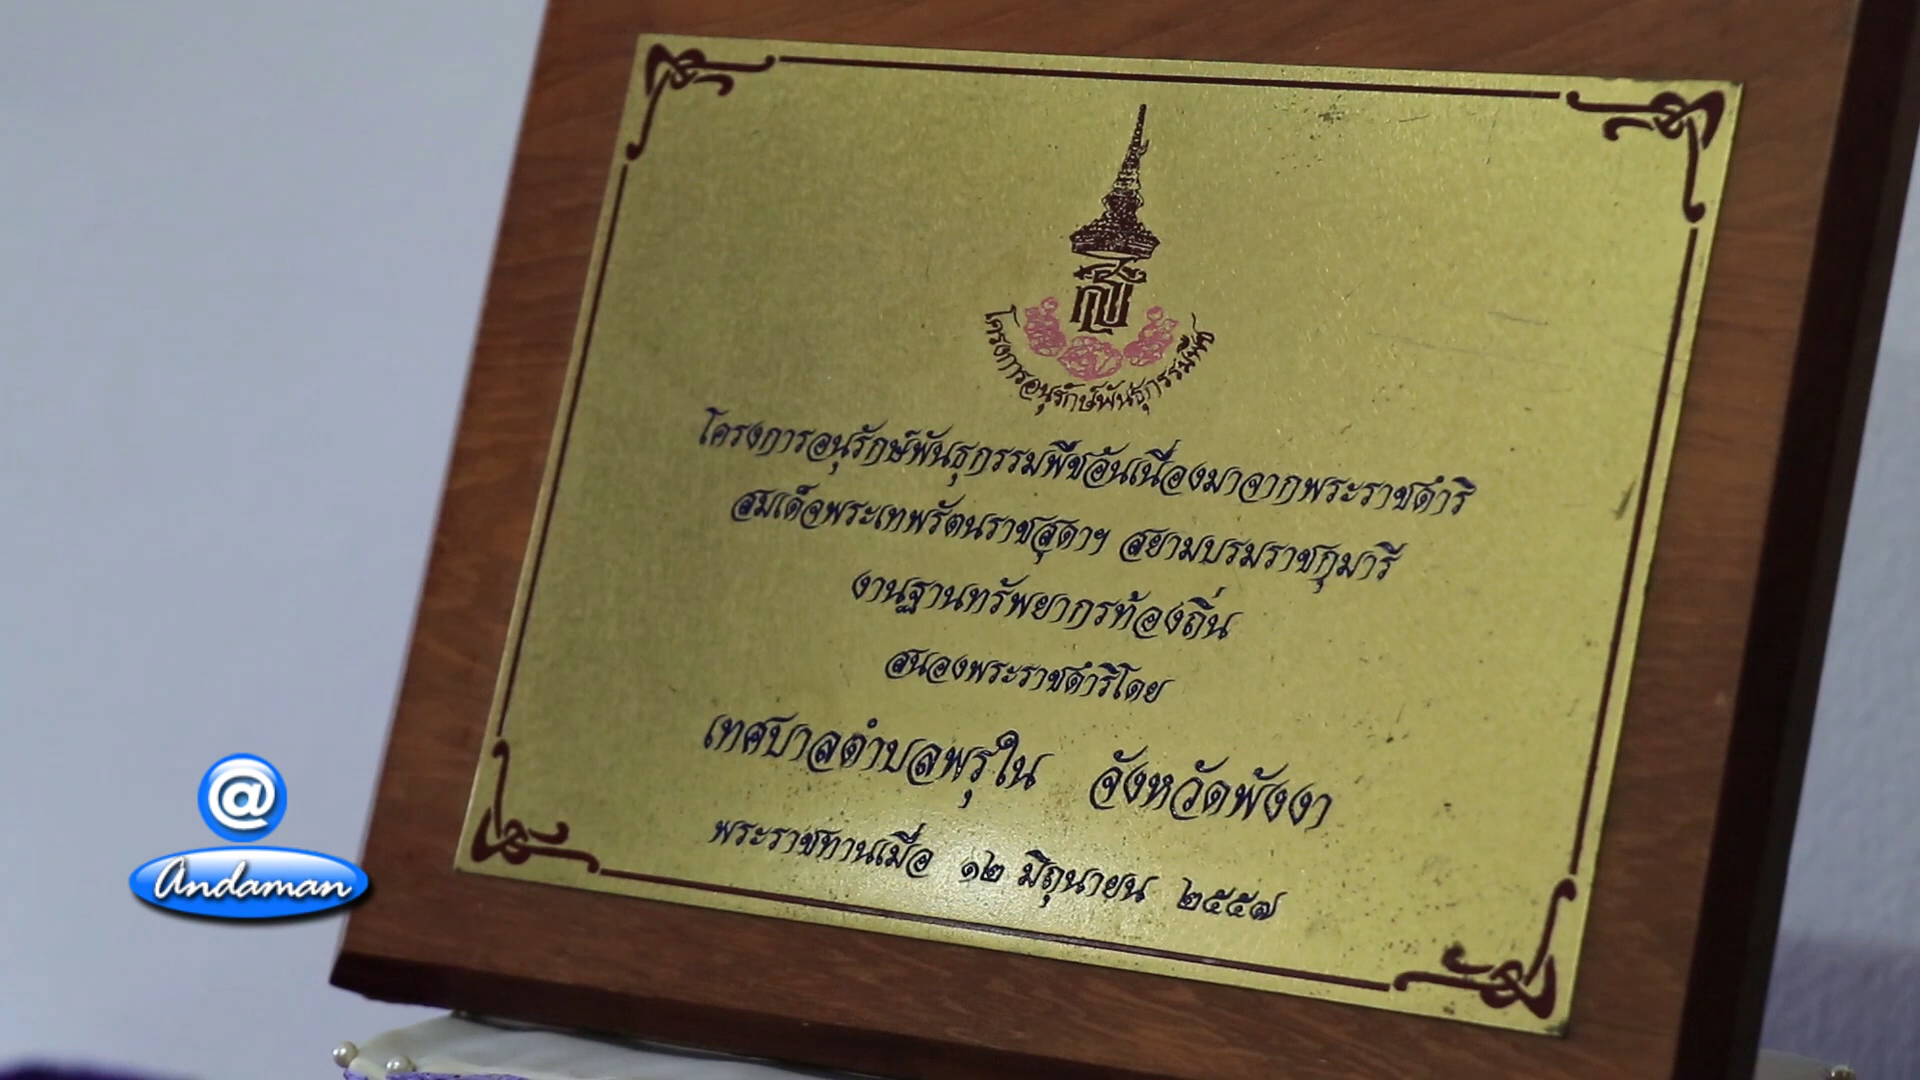 โครงการอนุรักษ์พันธุกรรมพืช
โครงการอนุรักษ์พันธุกรรมพืชอันเนื่องมาจากพระราชดำริ
สมเด็จพระเทพรัตนราชสุดาฯ สยามบรมราชกุมารี
งานฐานทรัพยากรท้องถิ่น
สนองพระราชดำริโดย
เทศบาลตำบลพรุใน จังหวัดพังงา
พระราชทานเมื่อ ๑๒ มิถุนายน ๒๕๕๗
@
Andaman